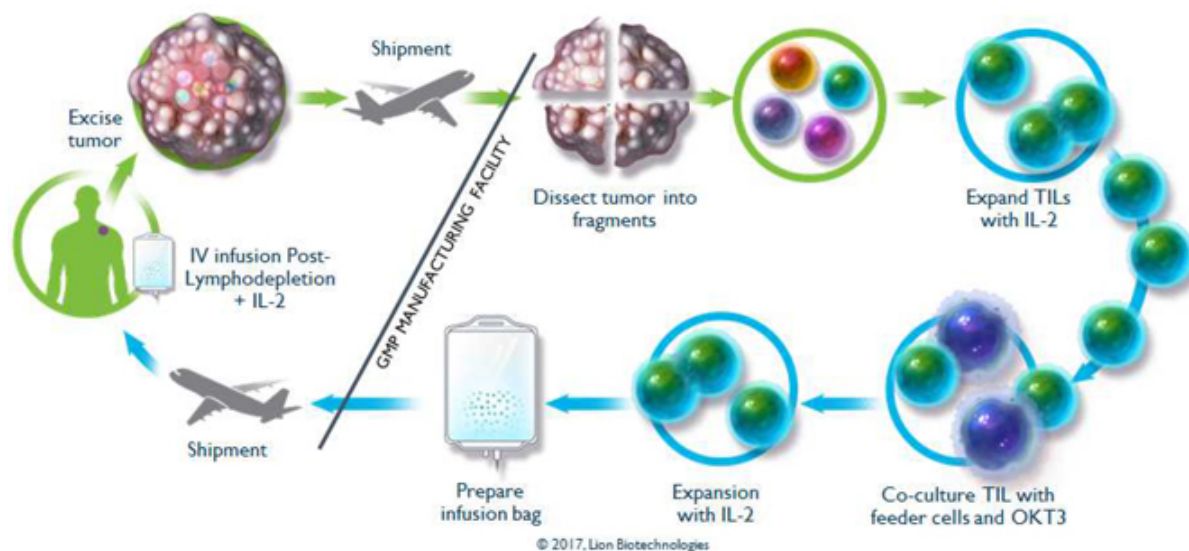 Shipment
Excise
tumor
GMP MANUFACTURING FACILITY
Dissect tumor into
fragments
Expand TILs
with IL-2
IV infusion Post-
Lymphodepletion
+ IL-2
Shipment
Prepare
infusion bag
Expansion
with IL-2
Co-culture TIL with
feeder cells and OKT3
© 2017, Lion Biotechnologies